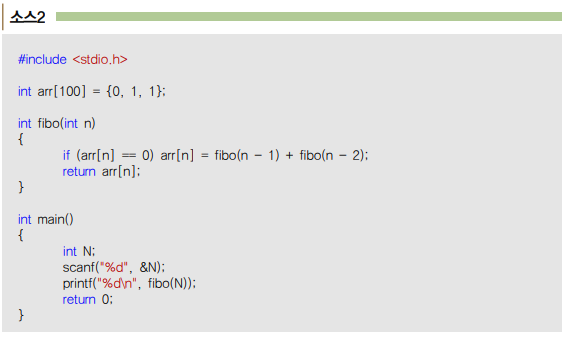 소스2
#include <stdio.h>
int arr[100] = {0, 1, 1};
int fibo(int n)
{
if (arr[n] == 0) arr[n] = fibo(n - 1) + fibo(n - 2);
return arr[n];
}
int main()
{
int N;
scanf("%d", &N);
printf("%d\n", fibo(N));
return 0;
}